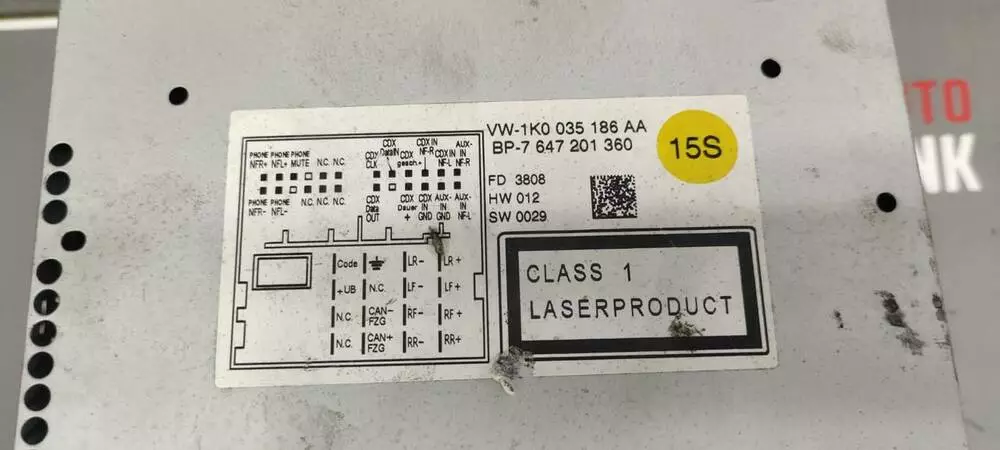 VW-1K0 035 186 AA
BP-7 647 201 360
15S
FD 3808
HW 012
SW 0029
CLASS 1
LASERPRODUCT
PHONE PHONE PHONE
NFR+ NFL+ MUTE N.C. N.C.
CDX CLK
CDX DataIN
CDX gesch.+
CDX IN NF-R
CDX IN NF-L
AUX- IN NF-R
PHONE PHONE
NFR- NFL- N.C. N.C. N.C.
CDX Data OUT
CDX Dauer +
CDX IN GND
AUX- IN GND
AUX- IN NF-L
Code LR- LR+
+UB N.C. LF- LF+
N.C. CAN- FZG RF- RF+
N.C. CAN+ FZG RR- RR+
TO
NK